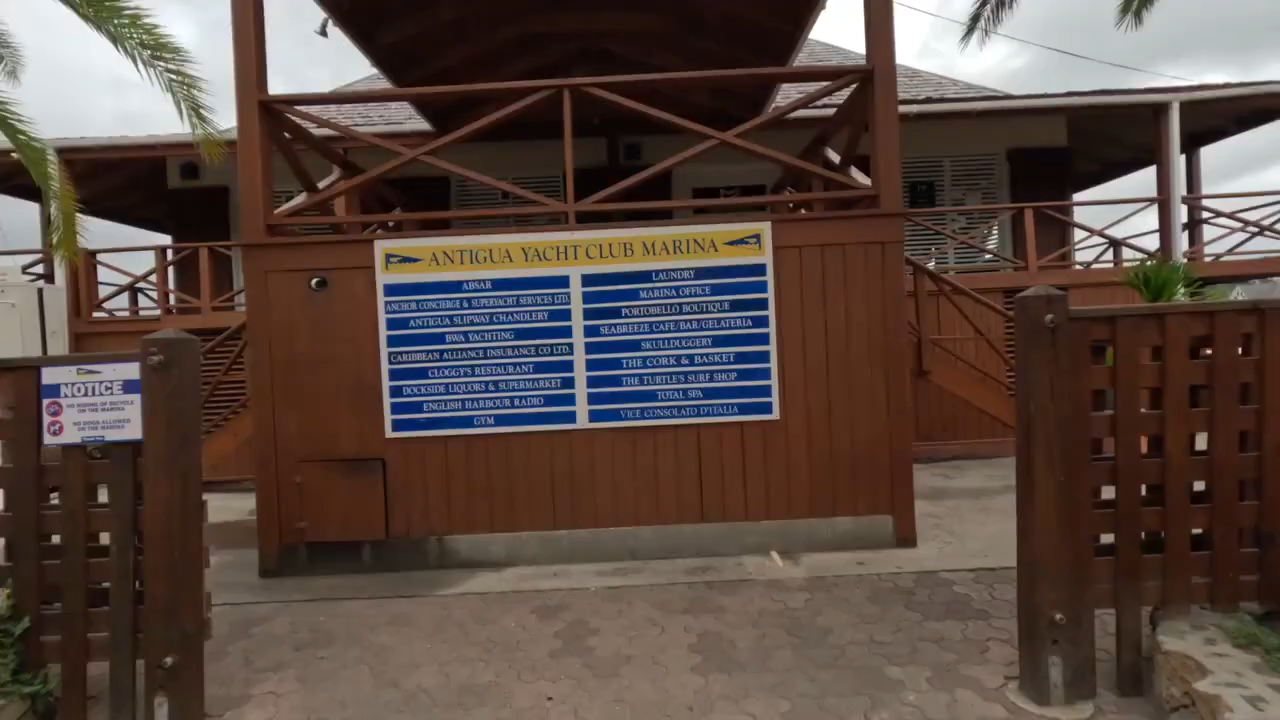 ANTIGUA YACHT CLUB MARINA
ABSAR
ANCHOR CONCIERGE & SUPERYACHT SERVICES LTD.
ANTIGUA SLIPWAY CHANDLERY
BWA YACHTING
CARIBBEAN ALLIANCE INSURANCE CO LTD.
CLOGGY'S RESTAURANT
DOCKSIDE LIQUORS & SUPERMARKET
ENGLISH HARBOUR RADIO
GYM
LAUNDRY
MARINA OFFICE
PORTOBELLO BOUTIQUE
SEABREEZE CAFE/BAR/GELATERIA
SKULLDUGGERY
THE CORK & BASKET
THE TURTLE'S SURF SHOP
TOTAL SPA
VICE CONSOLATO D'ITALIA
NOTICE
NO RIDING OF BICYCLE
ON THE MARINA
NO DOGS ALLOWED
ON THE MARINA